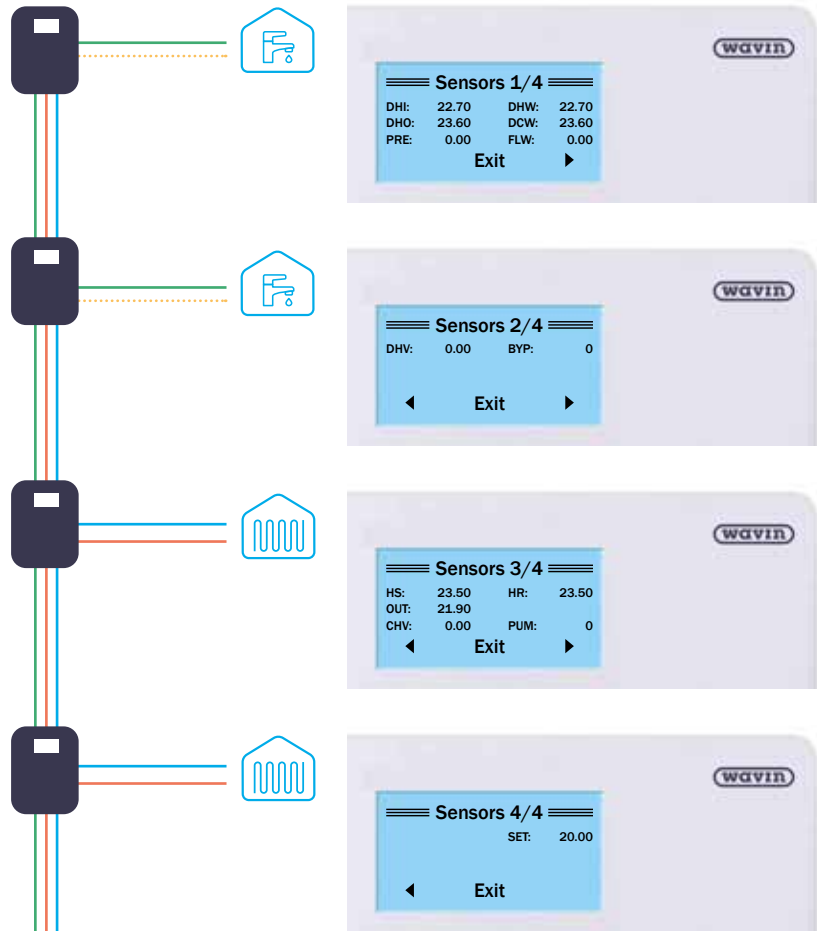 wavin
Sensors 1/4
DHI: 22.70 DHW: 22.70
DHO: 23.60 DCW: 23.60
PRE: 0.00 FLW: 0.00
Exit
wavin
Sensors 2/4
DHV: 0.00 BYP: 0
Exit
wavin
Sensors 3/4
HS: 23.50 HR: 23.50
OUT: 21.90
CHV: 0.00 PUM: 0
Exit
wavin
Sensors 4/4
SET: 20.00
Exit